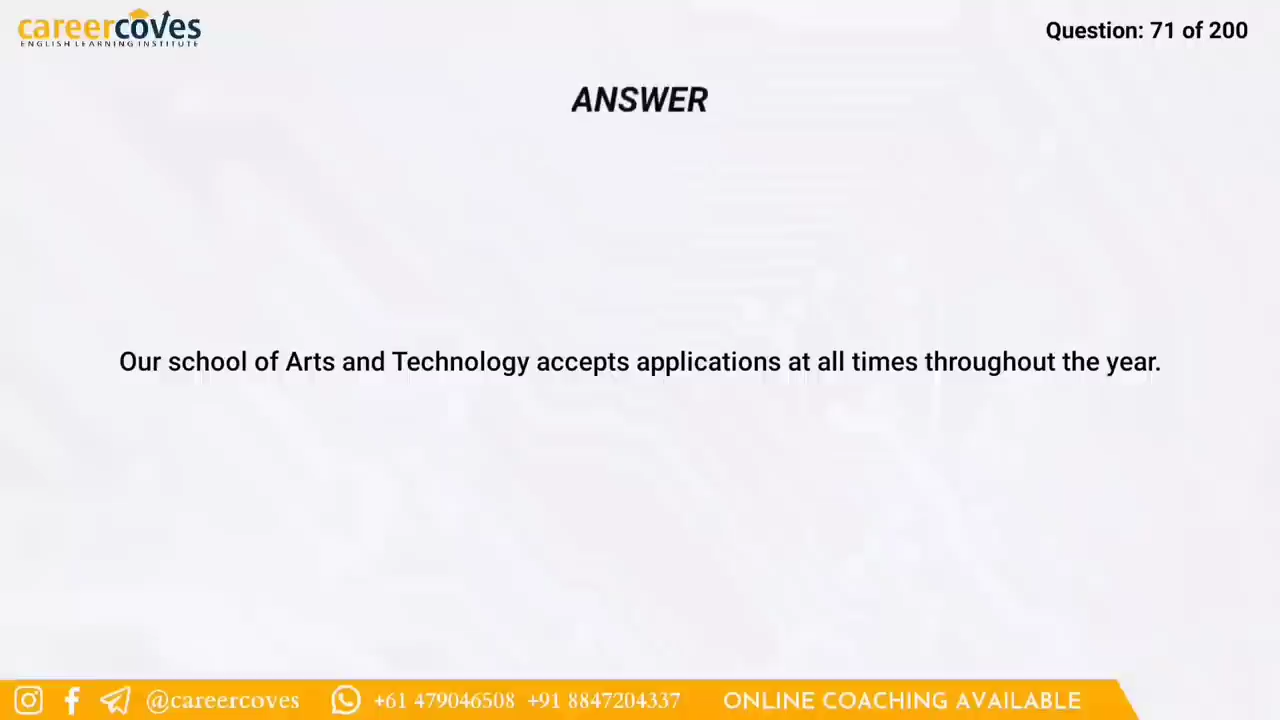 careercoves
ENGLISH LEARNING INSTITUTE
Question: 71 of 200
ANSWER
Our school of Arts and Technology accepts applications at all times throughout the year.
@careercoves +61 479046508 +91 8847204337 ONLINE COACHING AVAILABLE